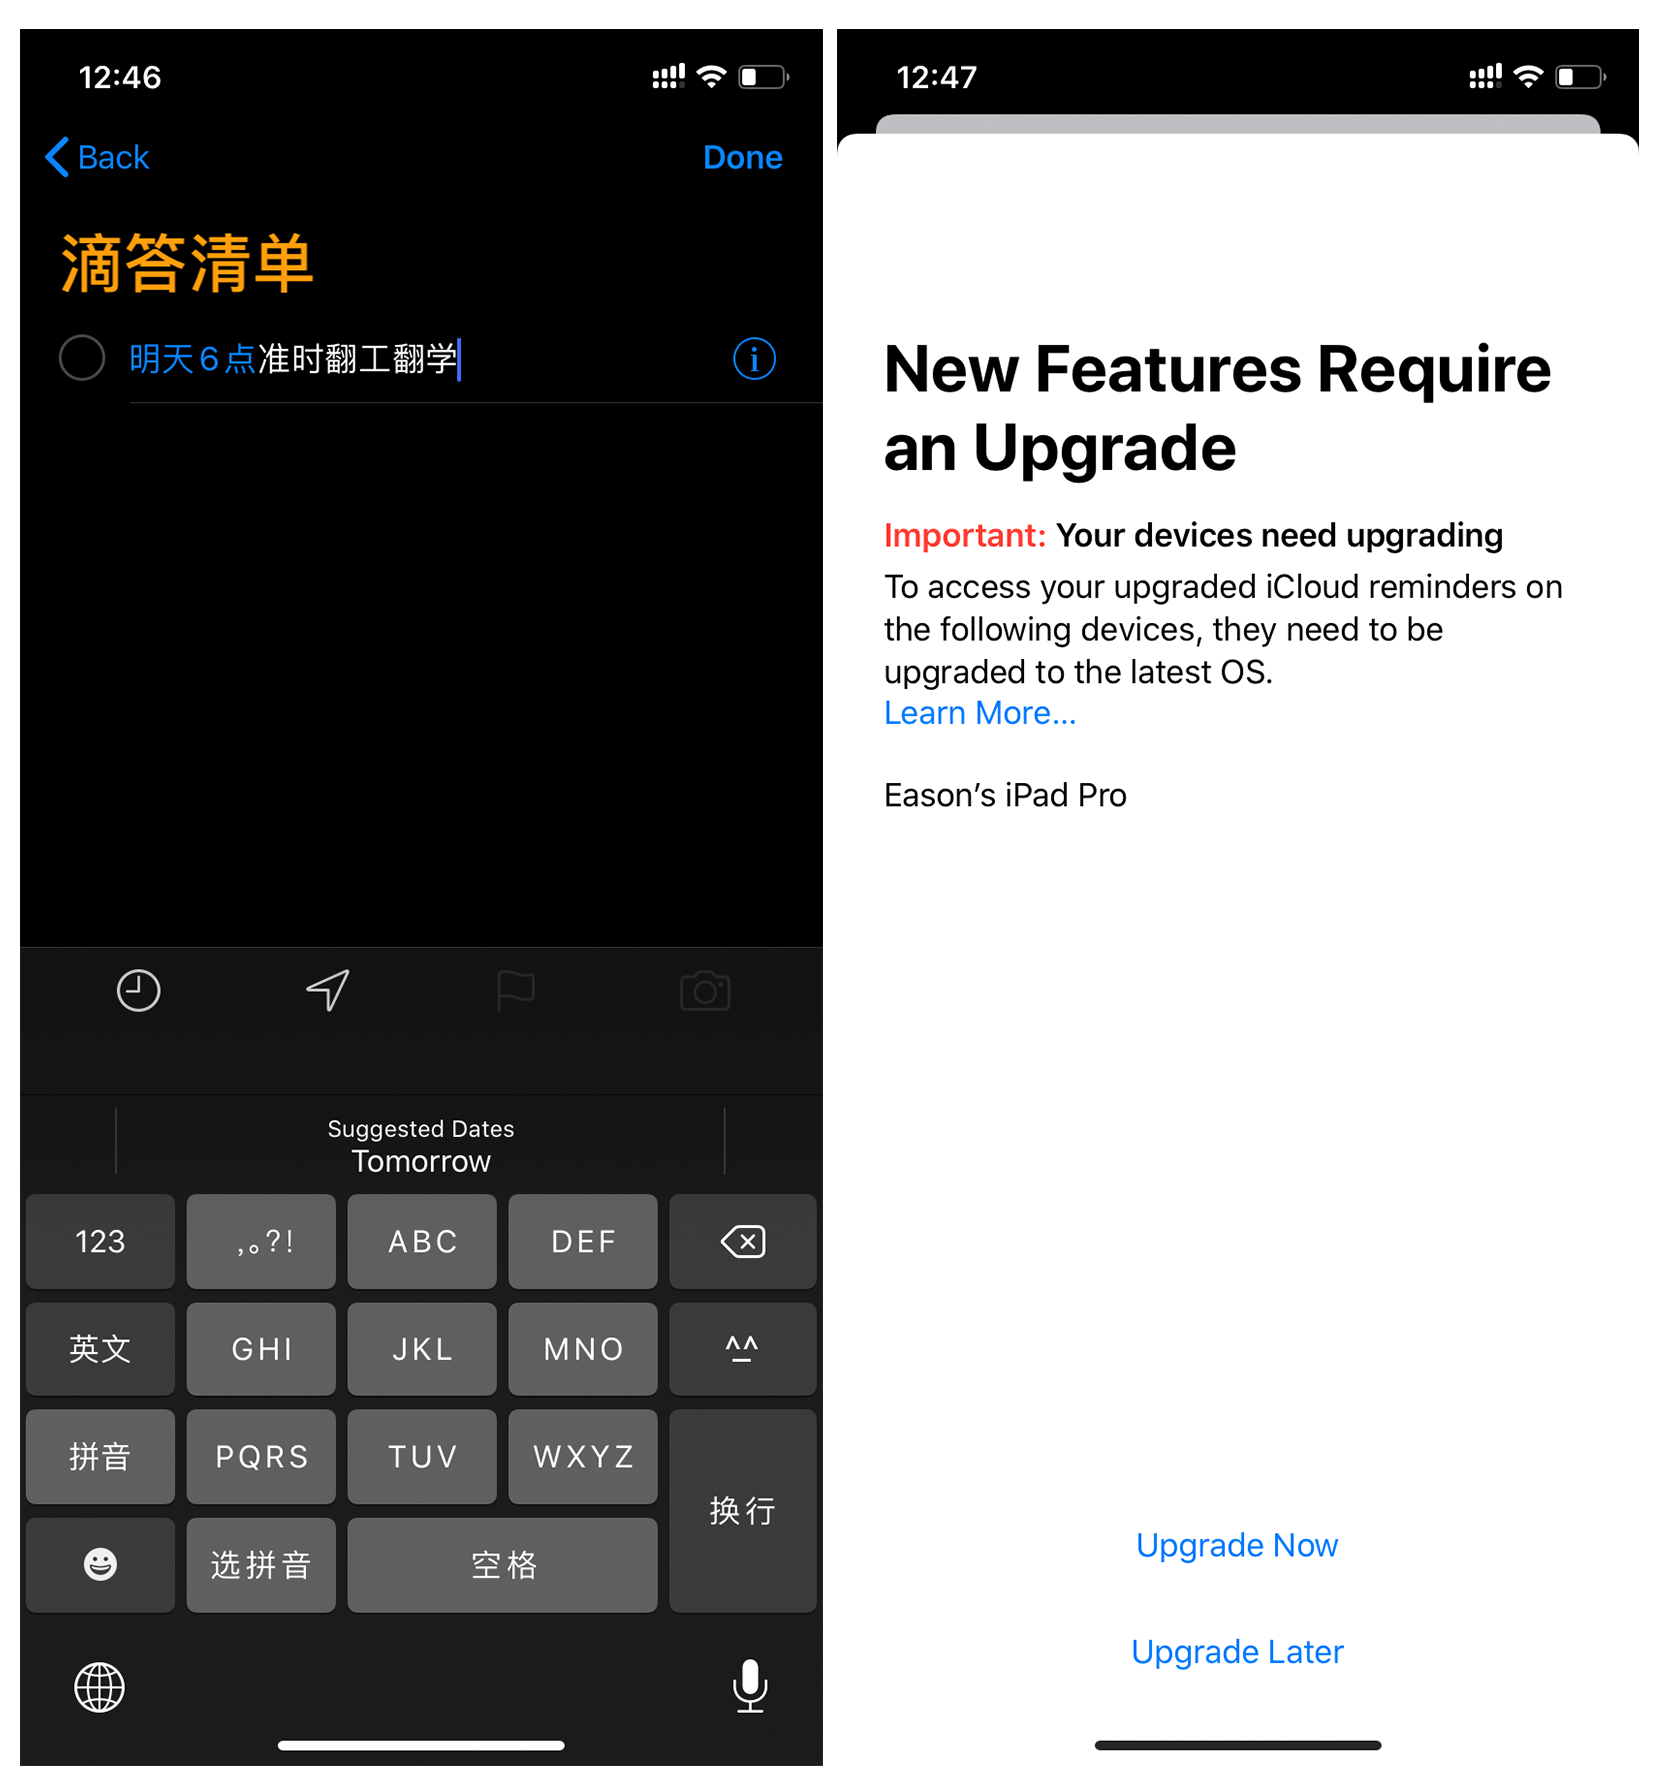 12:46
Back
Done
滴答清单
明天6点准时翻工翻学
Suggested Dates
Tomorrow
123
,。?!
ABC
DEF
英文
GHI
JKL
MNO
^^
拼音
PQRS
TUV
WXYZ
换行
选拼音
空格
12:47
New Features Require
an Upgrade
Important: Your devices need upgrading
To access your upgraded iCloud reminders on
the following devices, they need to be
upgraded to the latest OS.
Learn More...
Eason’s iPad Pro
Upgrade Now
Upgrade Later